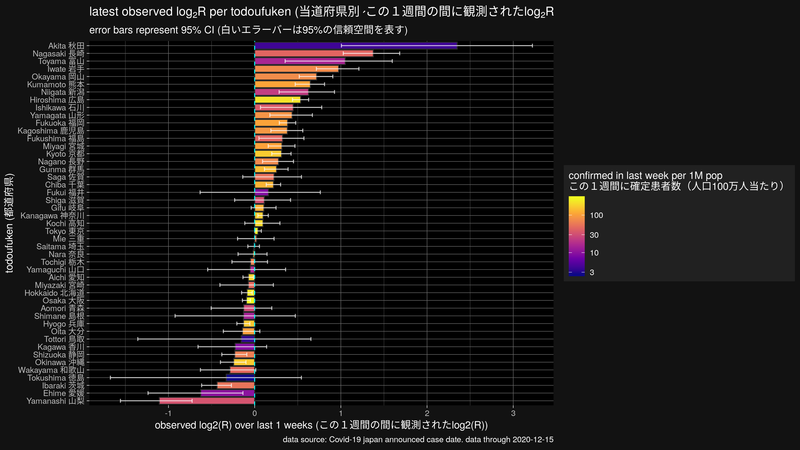 latest observed log2R per todoufuken (当道府県別 この１週間の間に観測されたlog2R
error bars represent 95% CI (白いエラーバーは95%の信頼空間を表す)
todoufuken (都道府県)
Akita 秋田
Nagasaki 長崎
Toyama 富山
Iwate 岩手
Okayama 岡山
Kumamoto 熊本
Niigata 新潟
Hiroshima 広島
Ishikawa 石川
Yamagata 山形
Fukuoka 福岡
Kagoshima 鹿児島
Fukushima 福島
Miyagi 宮城
Kyoto 京都
Nagano 長野
Gunma 群馬
Saga 佐賀
Chiba 千葉
Fukui 福井
Shiga 滋賀
Gifu 岐阜
Kanagawa 神奈川
Kochi 高知
Tokyo 東京
Mie 三重
Saitama 埼玉
Nara 奈良
Tochigi 栃木
Yamaguchi 山口
Aichi 愛知
Miyazaki 宮崎
Hokkaido 北海道
Osaka 大阪
Aomori 青森
Shimane 島根
Hyogo 兵庫
Oita 大分
Tottori 鳥取
Kagawa 香川
Shizuoka 静岡
Okinawa 沖縄
Wakayama 和歌山
Tokushima 徳島
Ibaraki 茨城
Ehime 愛媛
Yamanashi 山梨
-1 0 1 2 3
observed log2(R) over last 1 weeks (この１週間の間に観測されたlog2(R))
data source: Covid-19 japan announced case date. data through 2020-12-15
confirmed in last week per 1M pop
この１週間に確定患者数（人口100万人当たり）
100
30
10
3